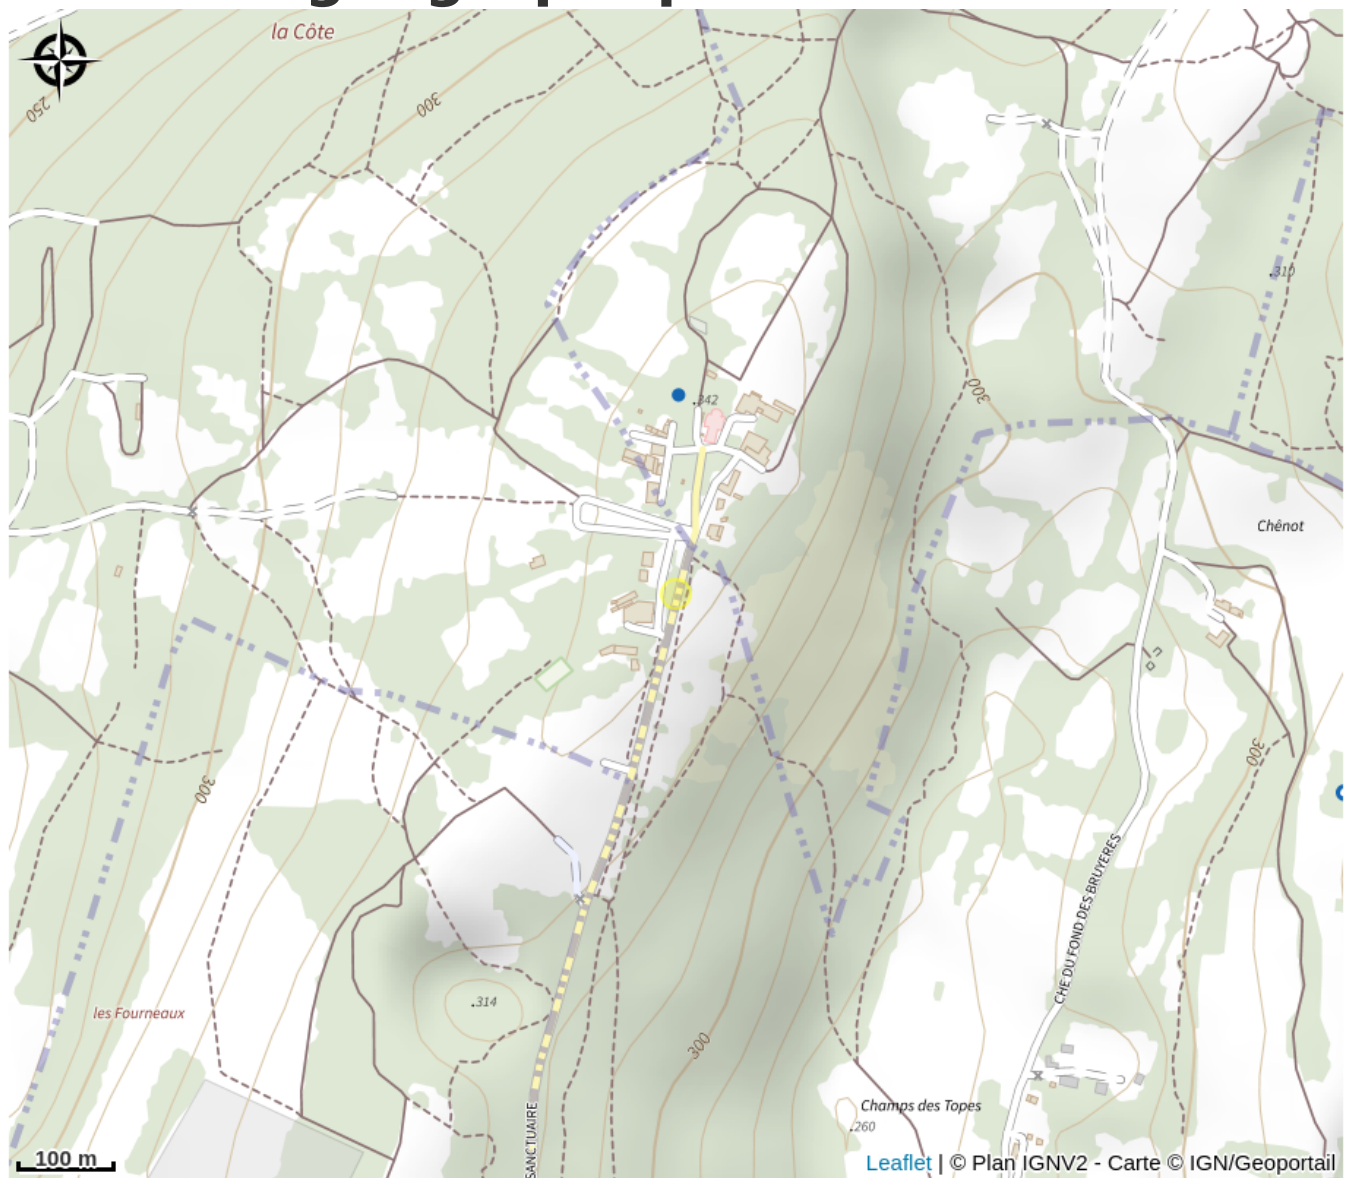 la Côte
250
300
.310
.342
300
Chênot
300
300
CHE DU FOND DES BRUYERES
.314
les Fourneaux
300
Champs des Topes
.260
SANCTUAIRE
100 m
Leaflet | © Plan IGNV2 - Carte © IGN/Geoportail